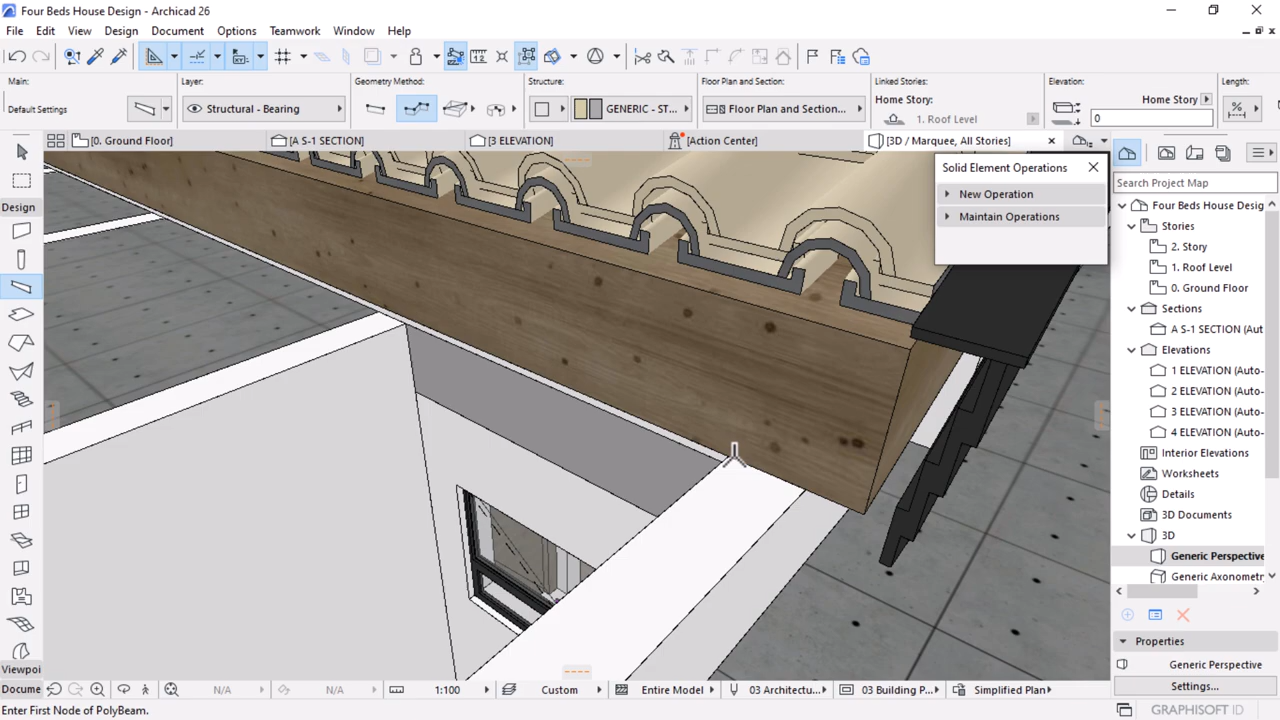 Four Beds House Design - Archicad 26
File Edit View Design Document Options Teamwork Window Help
Main: Layer: Geometry Method: Structure: Floor Plan and Section: Linked Stories: Elevation: Length:
Default Settings Structural - Bearing GENERIC - ST... Floor Plan and Section... Home Story: Home Story
1. Roof Level 0
[0. Ground Floor] [A S-1 SECTION] [3 ELEVATION] [Action Center] [3D / Marquee, All Stories]
Solid Element Operations
New Operation
Maintain Operations
Search Project Map
Design
Four Beds House Desig
Stories
2. Story
1. Roof Level
0. Ground Floor
Sections
A S-1 SECTION (Aut
Elevations
1 ELEVATION (Auto-
2 ELEVATION (Auto-
3 ELEVATION (Auto-
4 ELEVATION (Auto-
Interior Elevations
Worksheets
Details
3D Documents
3D
Generic Perspective
Generic Axonometr
Properties
Generic Perspective
Settings...
Viewpoi
Docume N/A N/A 1:100 Custom Entire Model 03 Architectu... 03 Building P... Simplified Plan
Enter First Node of PolyBeam.
GRAPHISOFT ID